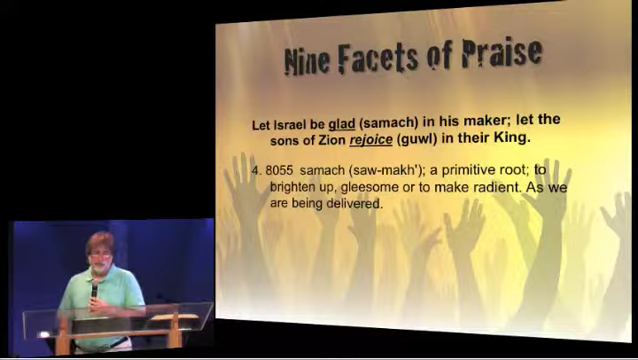 Nine Facets of Praise
Let Israel be glad (samach) in his maker; let the
sons of Zion rejoice (guwl) in their King.
4. 8055 samach (saw-makh'); a primitive root; to
brighten up, gleesome or to make radient. As we
are being delivered.